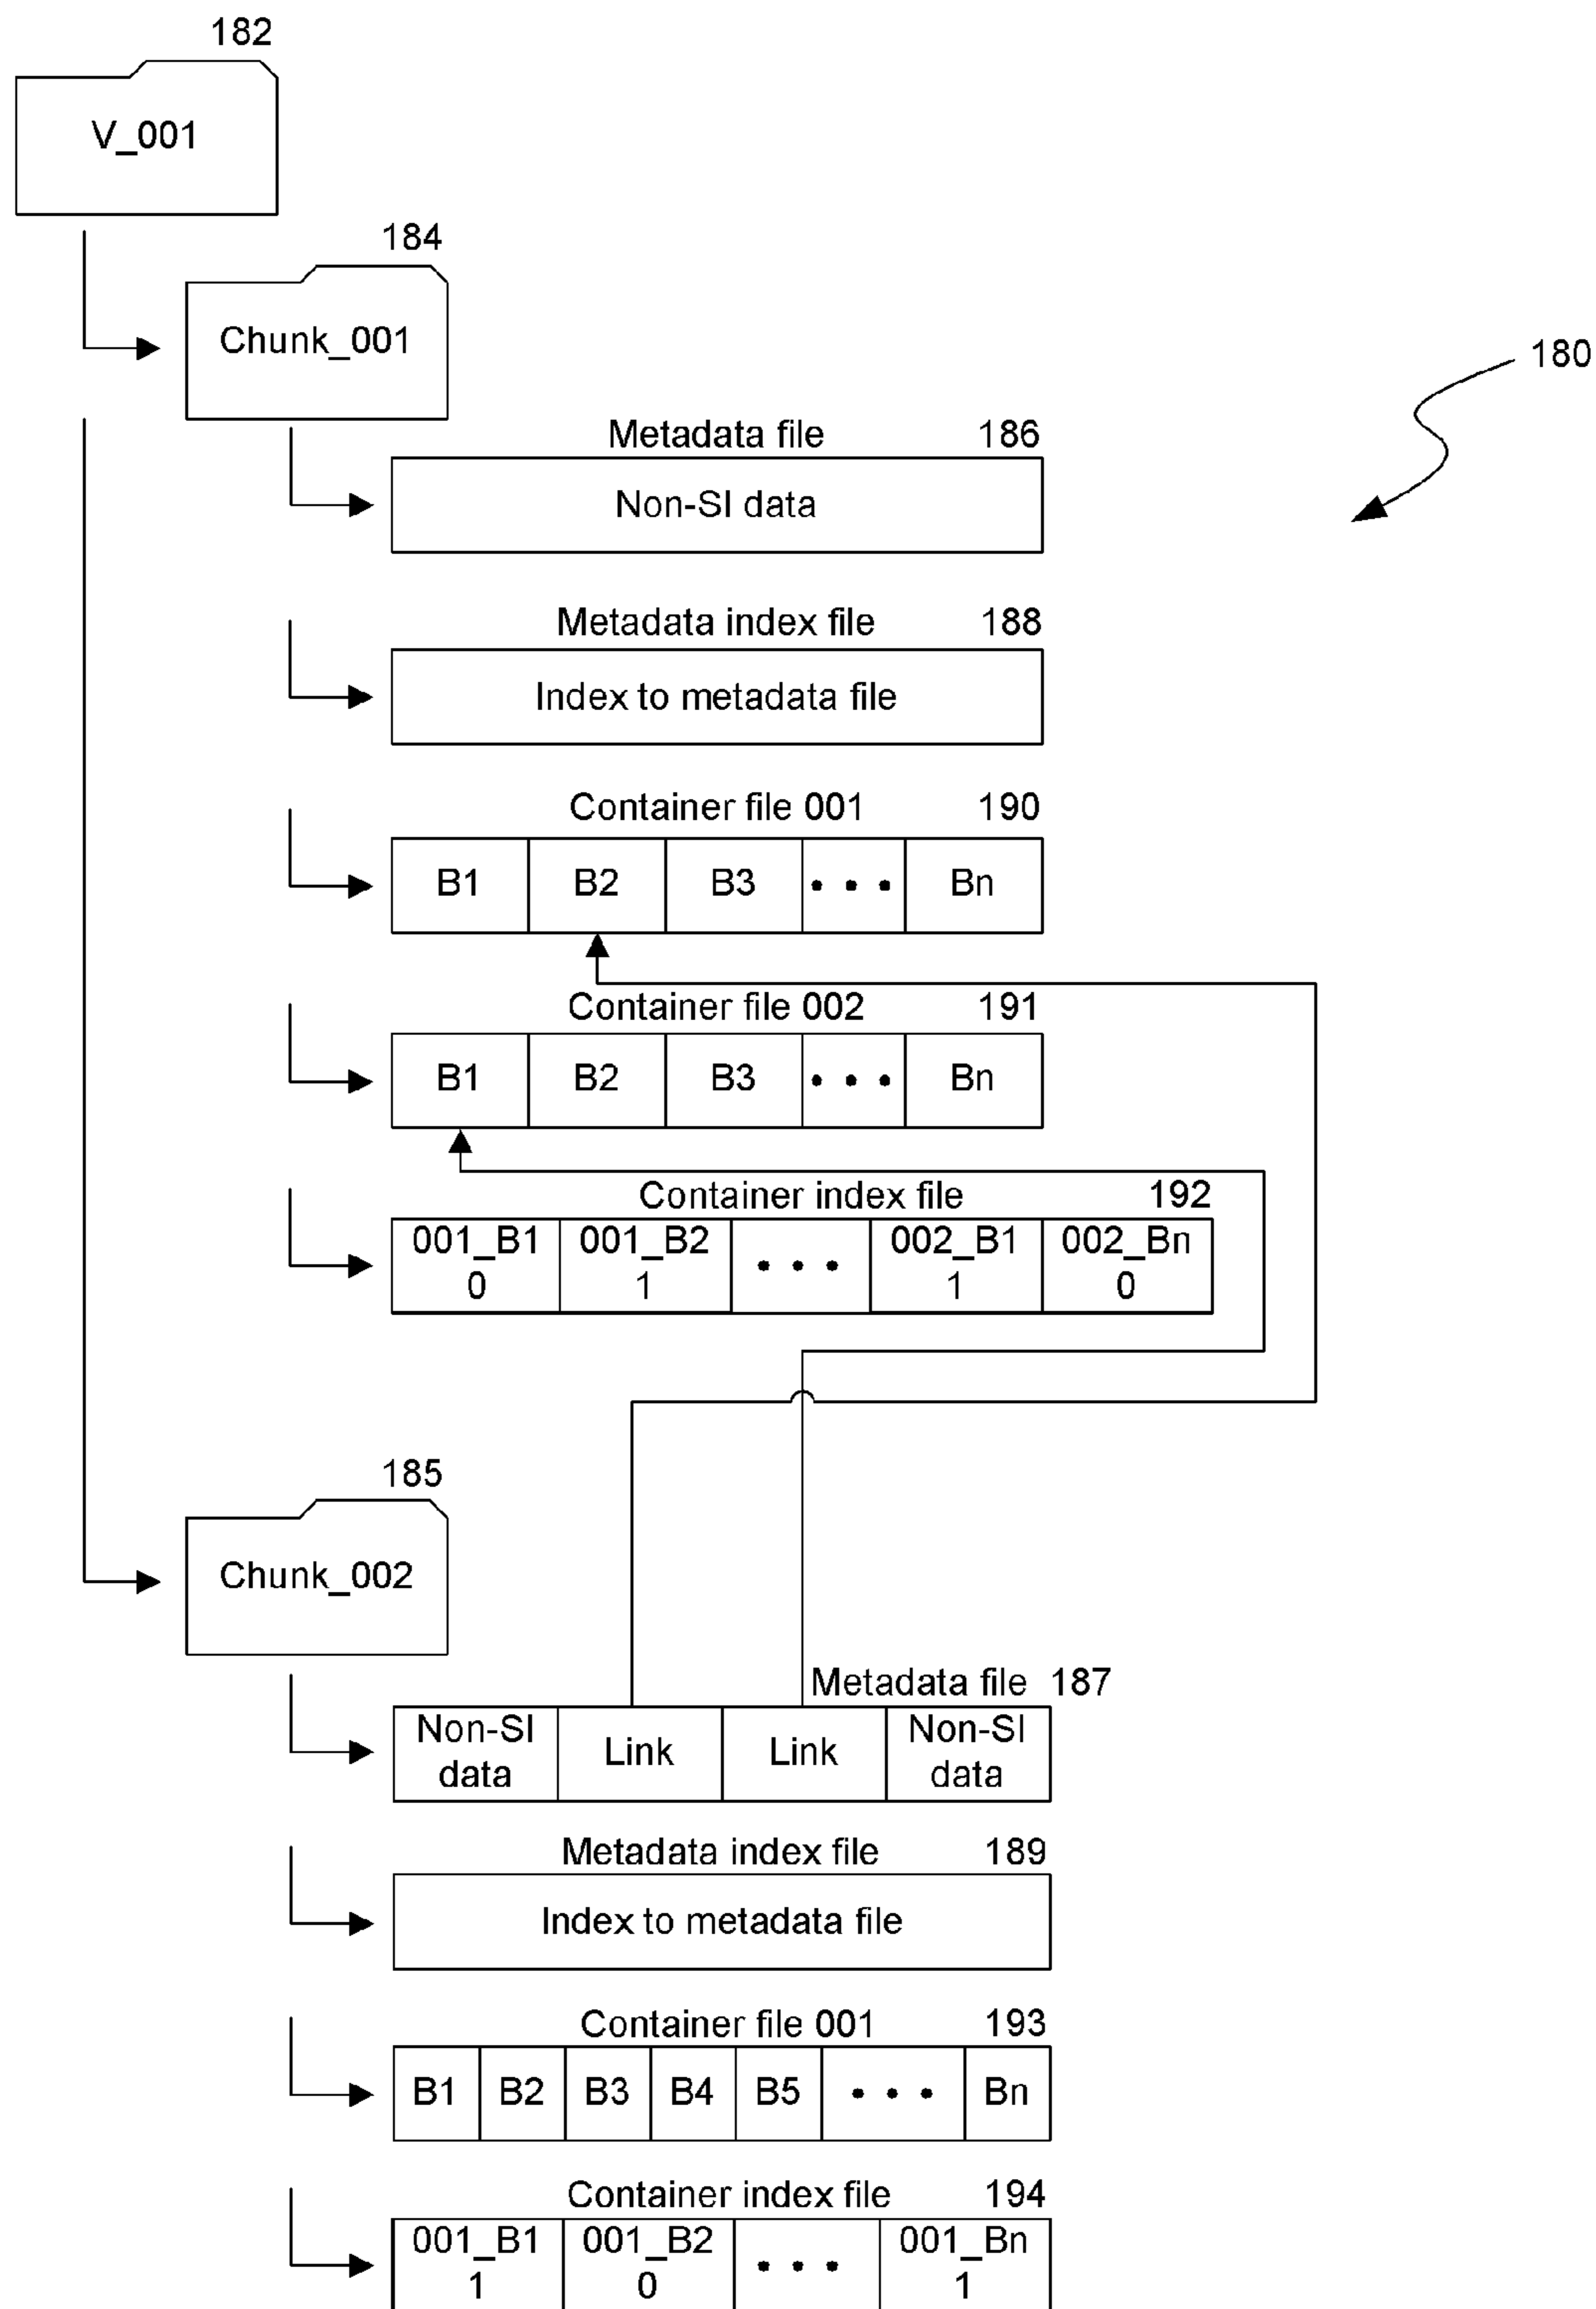 182
V_001
184
Chunk_001
180
Metadata file 186
Non-SI data
Metadata index file 188
Index to metadata file
Container file 001 190
B1 B2 B3 • • • Bn
Container file 002 191
B1 B2 B3 • • • Bn
Container index file 192
001_B1 001_B2 • • • 002_B1 002_Bn
0 1 1 0
185
Chunk_002
Metadata file 187
Non-SI data Link Link Non-SI data
Metadata index file 189
Index to metadata file
Container file 001 193
B1 B2 B3 B4 B5 • • • Bn
Container index file 194
001_B1 001_B2 • • • 001_Bn
1 0 1